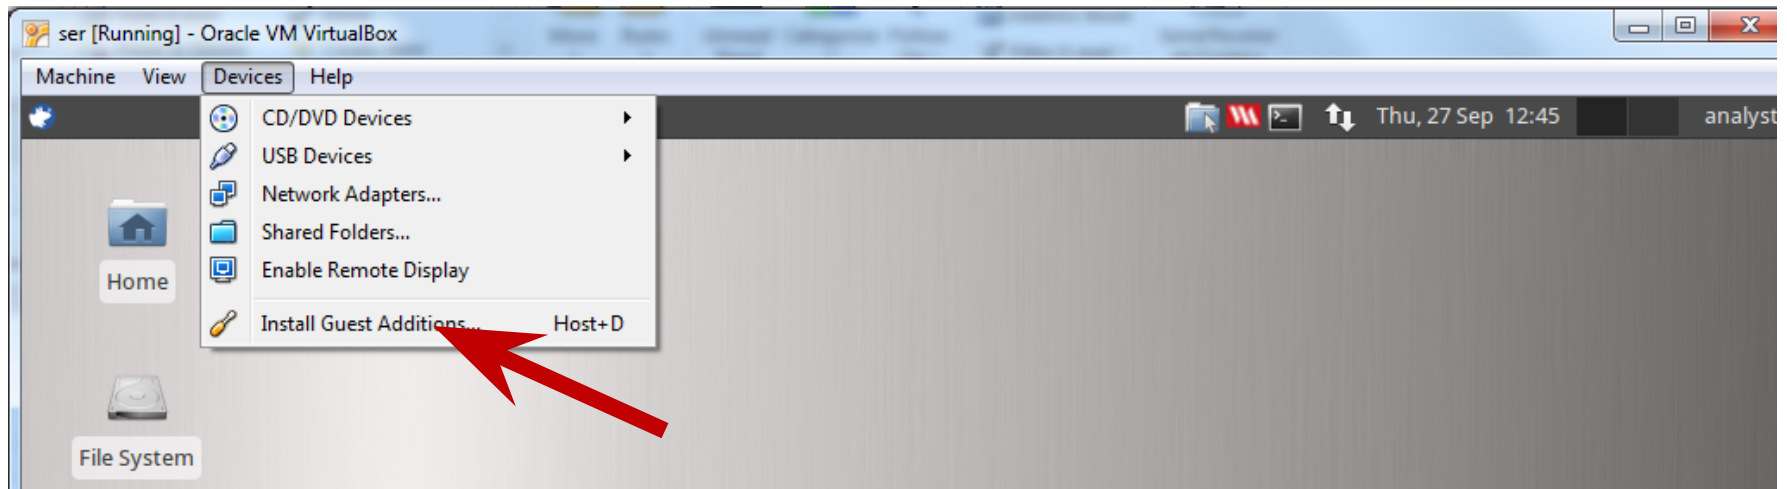 ser [Running] - Oracle VM VirtualBox
Machine View Devices Help
Thu, 27 Sep 12:45 analyst
CD/DVD Devices
USB Devices
Network Adapters...
Shared Folders...
Enable Remote Display
Install Guest Additions... Host+D
Home
File System